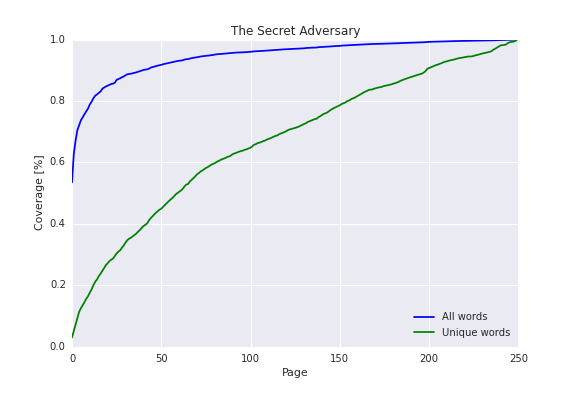 The Secret Adversary
Coverage [%]
1.0
0.8
0.6
0.4
0.2
0.0
0 50 100 150 200 250
Page
All words
Unique words